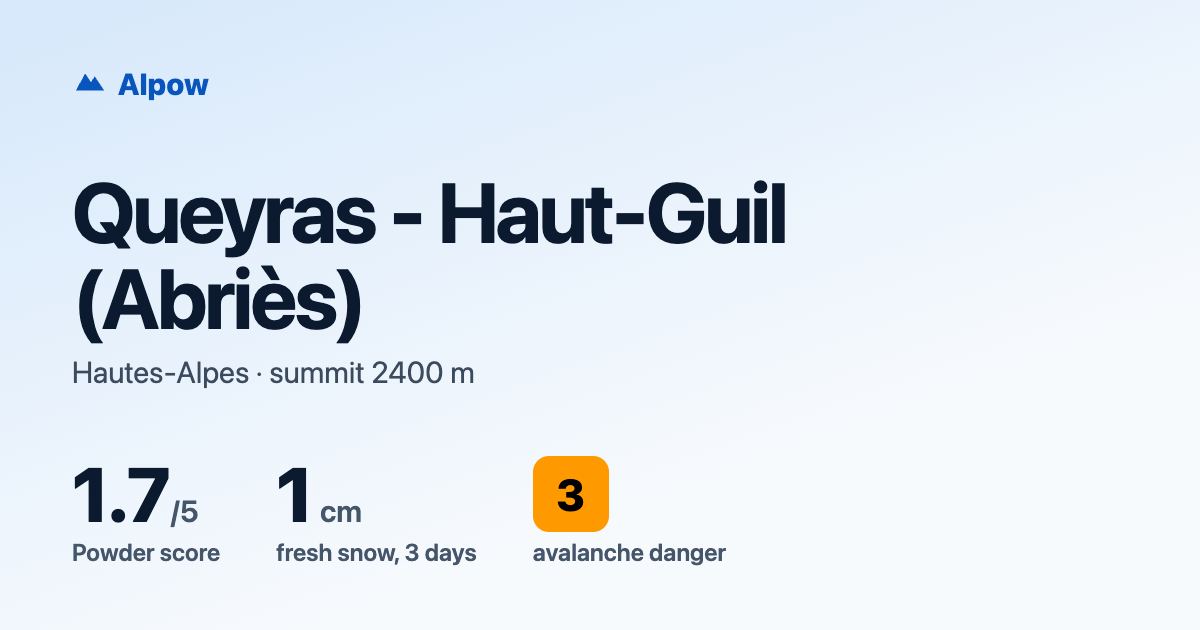 Alpow
Queyras - Haut-Guil
(Abriès)
Hautes-Alpes · summit 2400 m
1.7/5
Powder score
1 cm
fresh snow, 3 days
3
avalanche danger